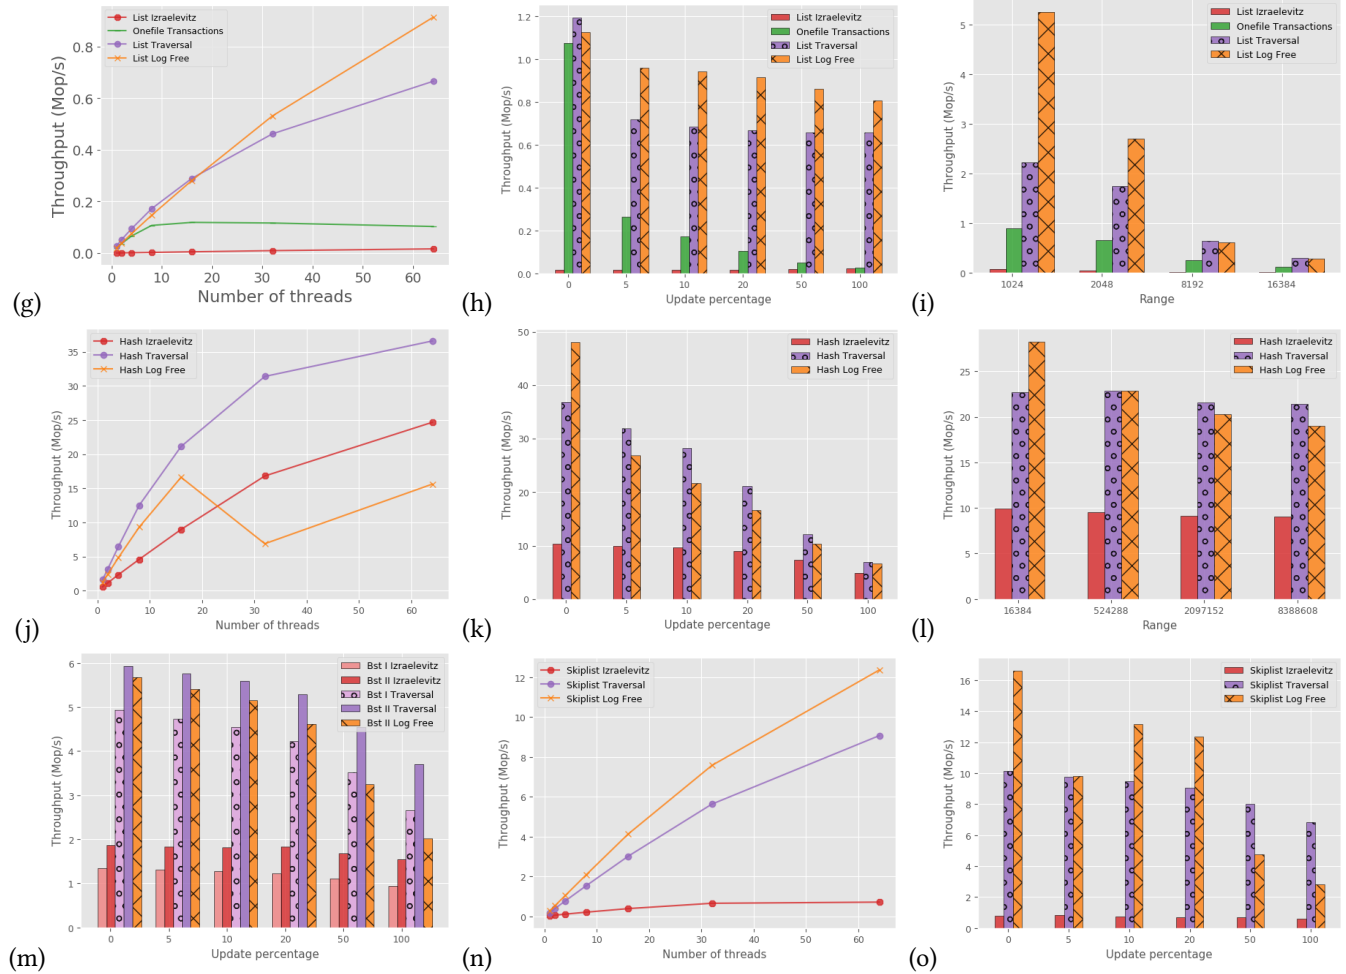 List Izraelevitz
Onefile Transactions
List Traversal
List Log Free
0.8
0.6
0.4
0.2
0.0
Throughput (Mop/s)
0 10 20 30 40 50 60
Number of threads
(g)
List Izraelevitz
Onefile Transactions
List Traversal
List Log Free
1.2
1.0
0.8
0.6
0.4
0.2
0.0
Throughput (Mop/s)
0 5 10 20 50 100
Update percentage
(h)
List Izraelevitz
Onefile Transactions
List Traversal
List Log Free
5
4
3
2
1
0
Throughput (Mop/s)
1024 2048 8192 16384
Range
(i)
Hash Izraelevitz
Hash Traversal
Hash Log Free
35
30
25
20
15
10
5
0
Throughput (Mop/s)
0 10 20 30 40 50 60
Number of threads
(j)
Hash Izraelevitz
Hash Traversal
Hash Log Free
50
40
30
20
10
0
Throughput (Mop/s)
0 5 10 20 50 100
Update percentage
(k)
Hash Izraelevitz
Hash Traversal
Hash Log Free
25
20
15
10
5
0
Throughput (Mop/s)
16384 524288 2097152 8388608
Range
(l)
Bst I Izraelevitz
Bst II Izraelevitz
Bst I Traversal
Bst II Traversal
Bst II Log Free
6
5
4
3
2
1
0
Throughput (Mop/s)
0 5 10 20 50 100
Update percentage
(m)
Skiplist Izraelevitz
Skiplist Traversal
Skiplist Log Free
12
10
8
6
4
2
0
Throughput (Mop/s)
0 10 20 30 40 50 60
Number of threads
(n)
Skiplist Izraelevitz
Skiplist Traversal
Skiplist Log Free
16
14
12
10
8
6
4
2
0
Throughput (Mop/s)
0 5 10 20 50 100
Update percentage
(o)